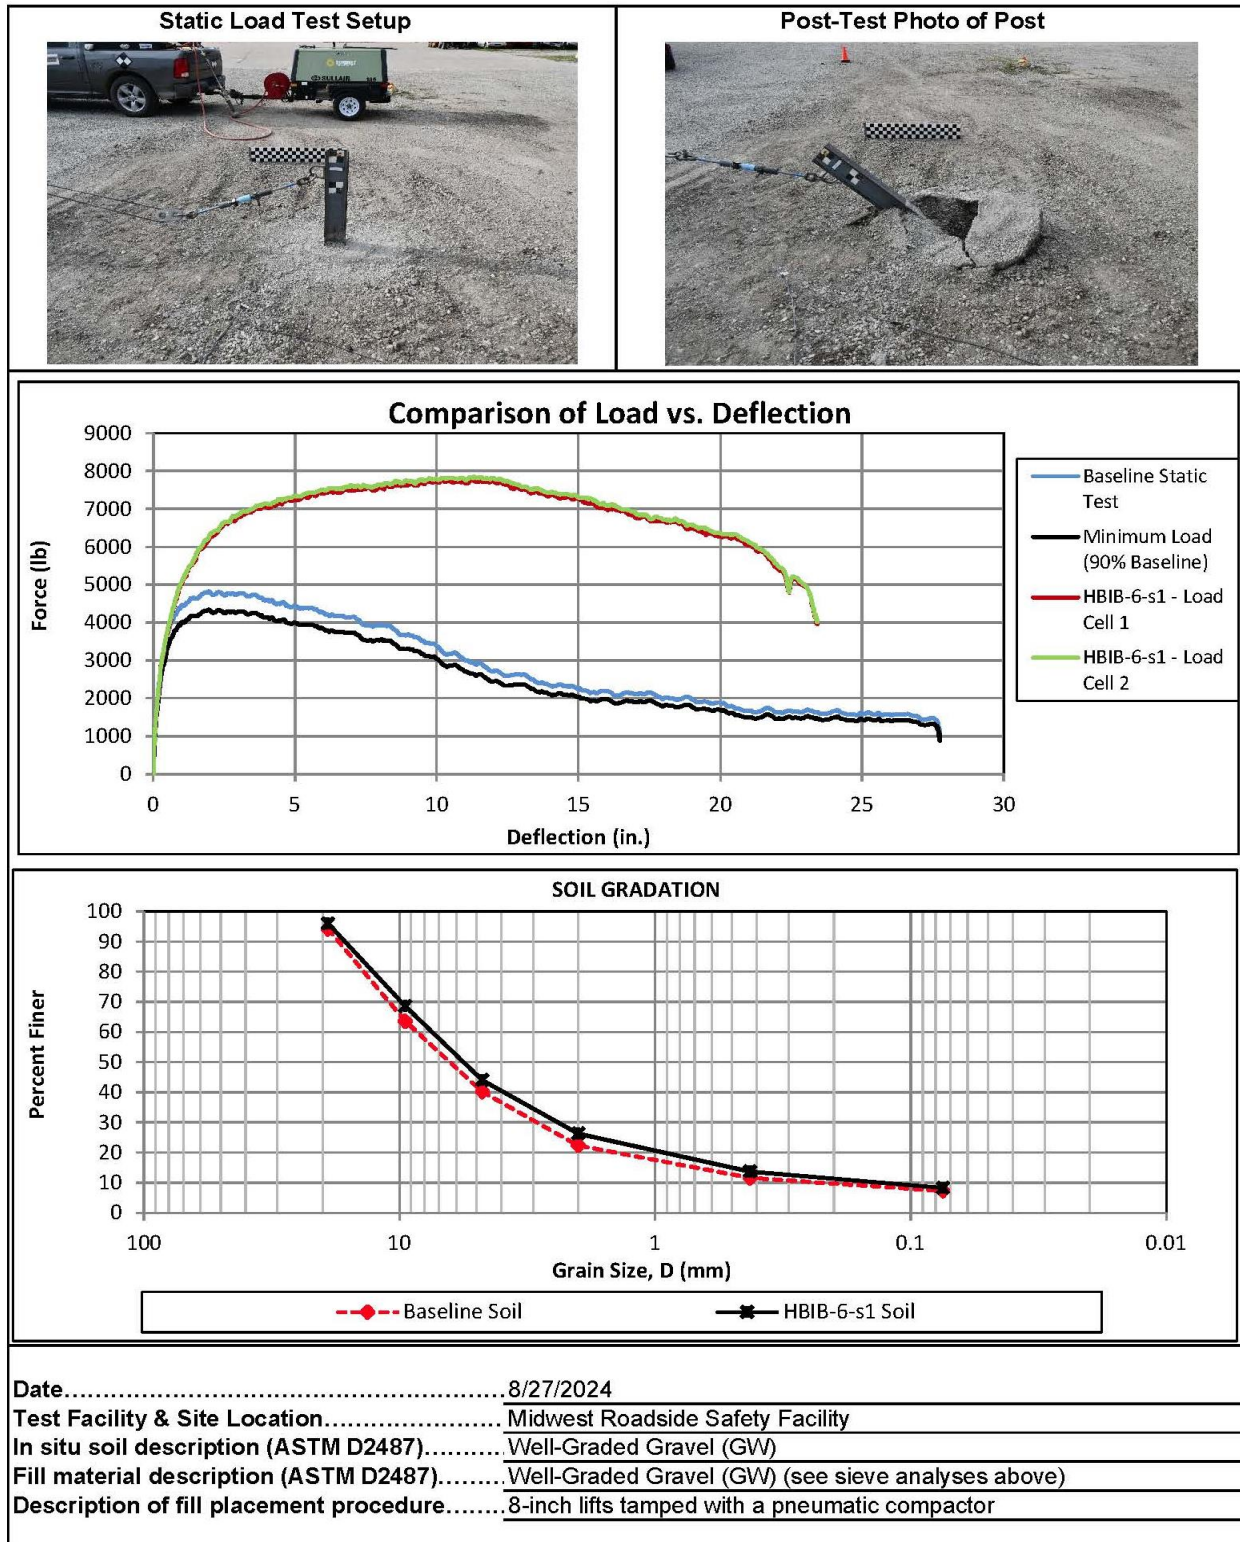 Static Load Test Setup
Post-Test Photo of Post
SULLAIR
Comparison of Load vs. Deflection
9000
8000
7000
6000
5000
4000
3000
2000
1000
0
Force (lb)
0 5 10 15 20 25 30
Deflection (in.)
Baseline Static
Test
Minimum Load
(90% Baseline)
HBIB-6-s1 - Load
Cell 1
HBIB-6-s1 - Load
Cell 2
SOIL GRADATION
100
90
80
70
60
50
40
30
20
10
0
Percent Finer
100 10 1 0.1 0.01
Grain Size, D (mm)
Baseline Soil HBIB-6-s1 Soil
Date 8/27/2024
Test Facility & Site Location Midwest Roadside Safety Facility
In situ soil description (ASTM D2487) Well-Graded Gravel (GW)
Fill material description (ASTM D2487) Well-Graded Gravel (GW) (see sieve analyses above)
Description of fill placement procedure 8-inch lifts tamped with a pneumatic compactor